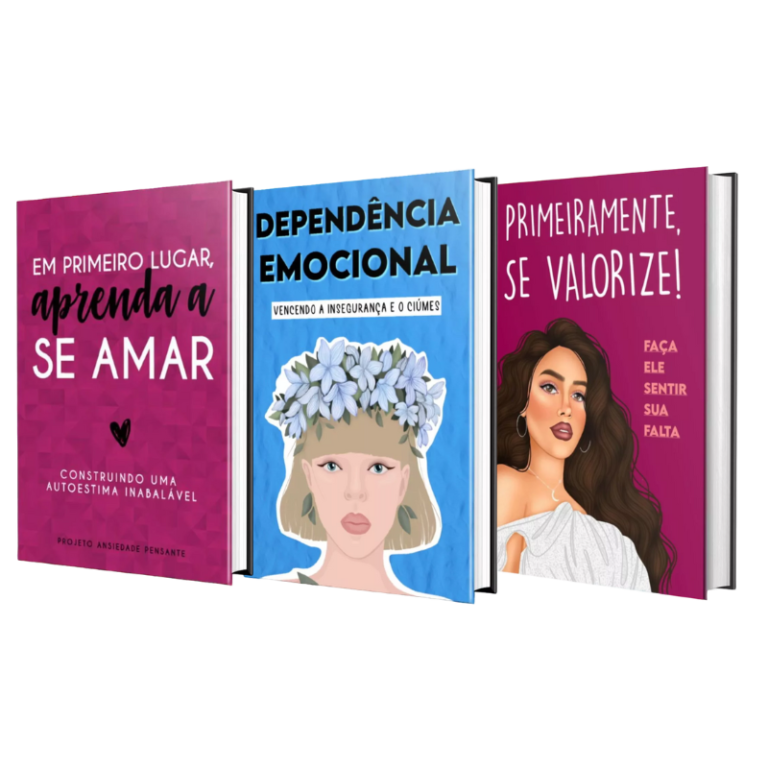 EM PRIMEIRO LUGAR,
aprenda a
SE AMAR
CONSTRUINDO UMA
AUTOESTIMA INABALÁVEL
PROJETO ANSIEDADE PENSANTE
DEPENDÊNCIA
EMOCIONAL
VENCENDO A INSEGURANÇA E O CIÚMES
PRIMEIRAMENTE,
SE VALORIZE!
FAÇA
ELE
SENTIR
SUA
FALTA